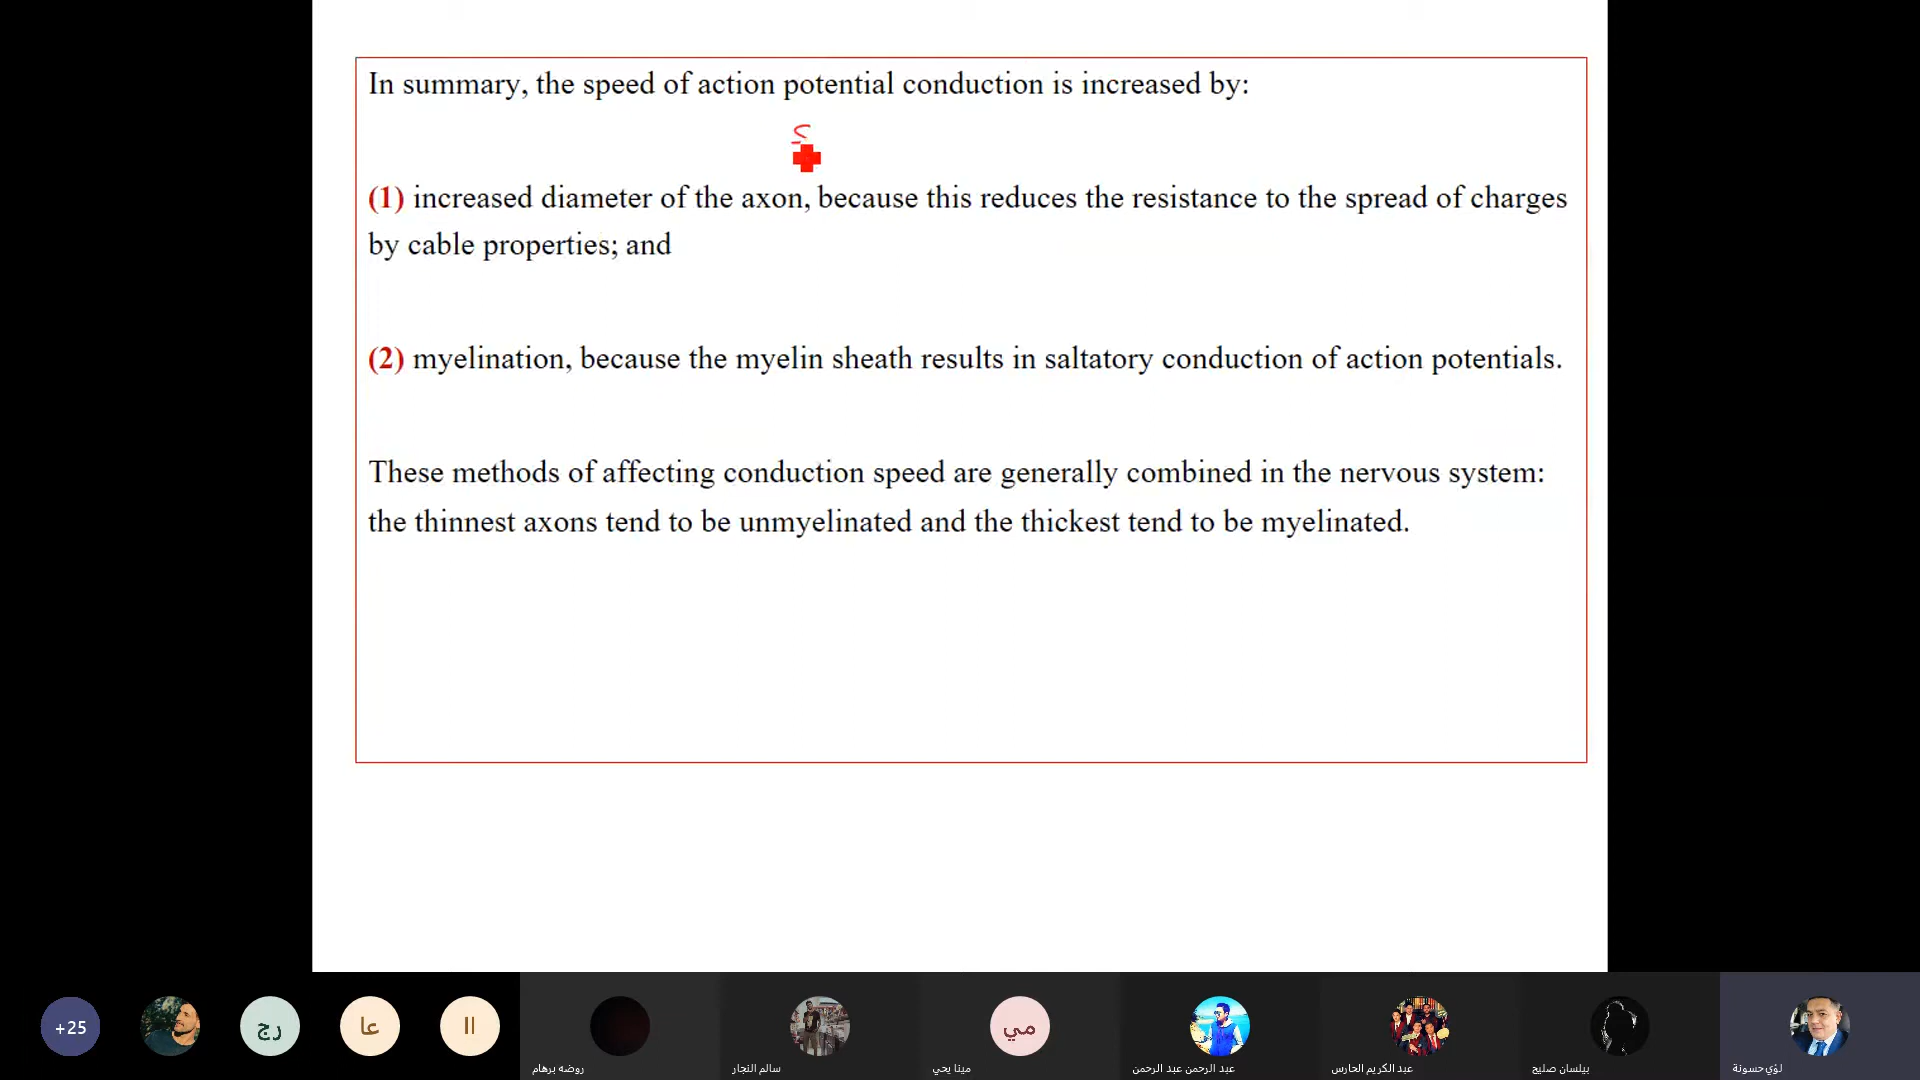 In summary, the speed of action potential conduction is increased by:
(1) increased diameter of the axon, because this reduces the resistance to the spread of charges
by cable properties; and
(2) myelination, because the myelin sheath results in saltatory conduction of action potentials.
These methods of affecting conduction speed are generally combined in the nervous system:
the thinnest axons tend to be unmyelinated and the thickest tend to be myelinated.
+25
رج
عا
اا
مي
روضه برهام
سالم النجار
مينا يحي
عبد الرحمن عبد الرحمن
عبد الكريم الحارس
بيلسان صليح
لؤي حسونة